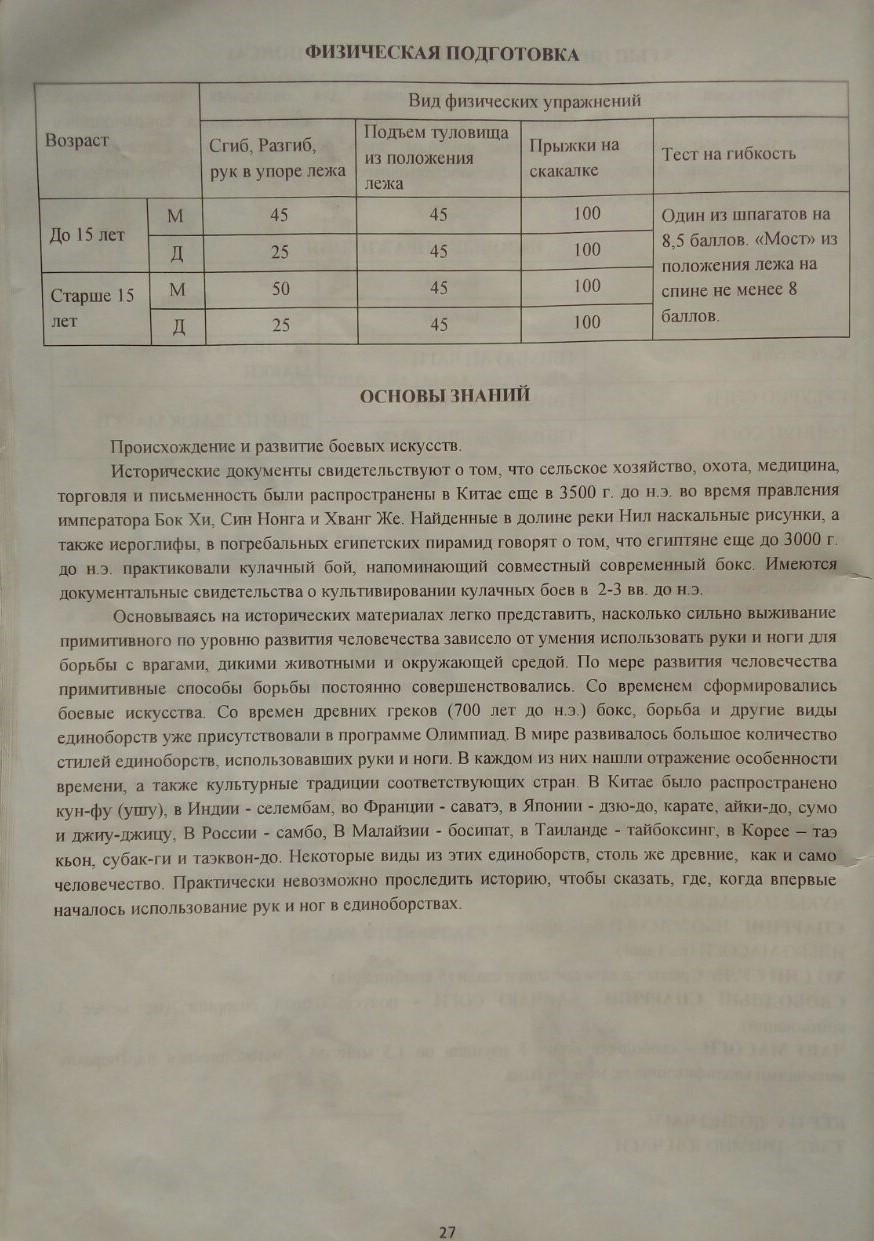 ФИЗИЧЕСКАЯ ПОДГОТОВКА
Возраст
Вид физических упражнений
Сгиб, Разгиб,
рук в упоре лежа
Подъем туловища
из положения
лежа
Прыжки на
скакалке
Тест на гибкость
До 15 лет
М
45
45
100
Д
25
45
100
Старше 15
лет
М
50
45
100
Д
25
45
100
Один из шпагатов на
8,5 баллов. «Мост» из
положения лежа на
спине не менее 8
баллов.
ОСНОВЫ ЗНАНИЙ
Происхождение и развитие боевых искусств.
Исторические документы свидетельствуют о том, что сельское хозяйство, охота, медицина,
торговля и письменность были распространены в Китае еще в 3500 г. до н.э. во время правления
императора Бок Хи, Син Нонга и Хванг Же. Найденные в долине реки Нил наскальные рисунки, а
также иероглифы, в погребальных египетских пирамид говорят о том, что египтяне еще до 3000 г.
до н.э. практиковали кулачный бой, напоминающий совместный современный бокс. Имеются
документальные свидетельства о культивировании кулачных боев в 2-3 вв. до н.э.
Основываясь на исторических материалах легко представить, насколько сильно выживание
примитивного по уровню развития человечества зависело от умения использовать руки и ноги для
борьбы с врагами, дикими животными и окружающей средой. По мере развития человечества
примитивные способы борьбы постоянно совершенствовались. Со временем сформировались
боевые искусства. Со времен древних греков (700 лет до н.э.) бокс, борьба и другие виды
единоборств уже присутствовали в программе Олимпиад. В мире развивалось большое количество
стилей единоборств, использовавших руки и ноги. В каждом из них нашли отражение особенности
времени, а также культурные традиции соответствующих стран. В Китае было распространено
кун-фу (ушу), в Индии - селембам, во Франции - саватэ, в Японии - дзю-до, карате, айки-до, сумо
и джиу-джицу, В России - самбо, В Малайзии - босипат, в Таиланде - тайбоксинг, в Корее – таэ
кьон, субак-ги и таэквон-до. Некоторые виды из этих единоборств, столь же древние, как и само
человечество. Практически невозможно проследить историю, чтобы сказать, где, когда впервые
началось использование рук и ног в единоборствах.
27